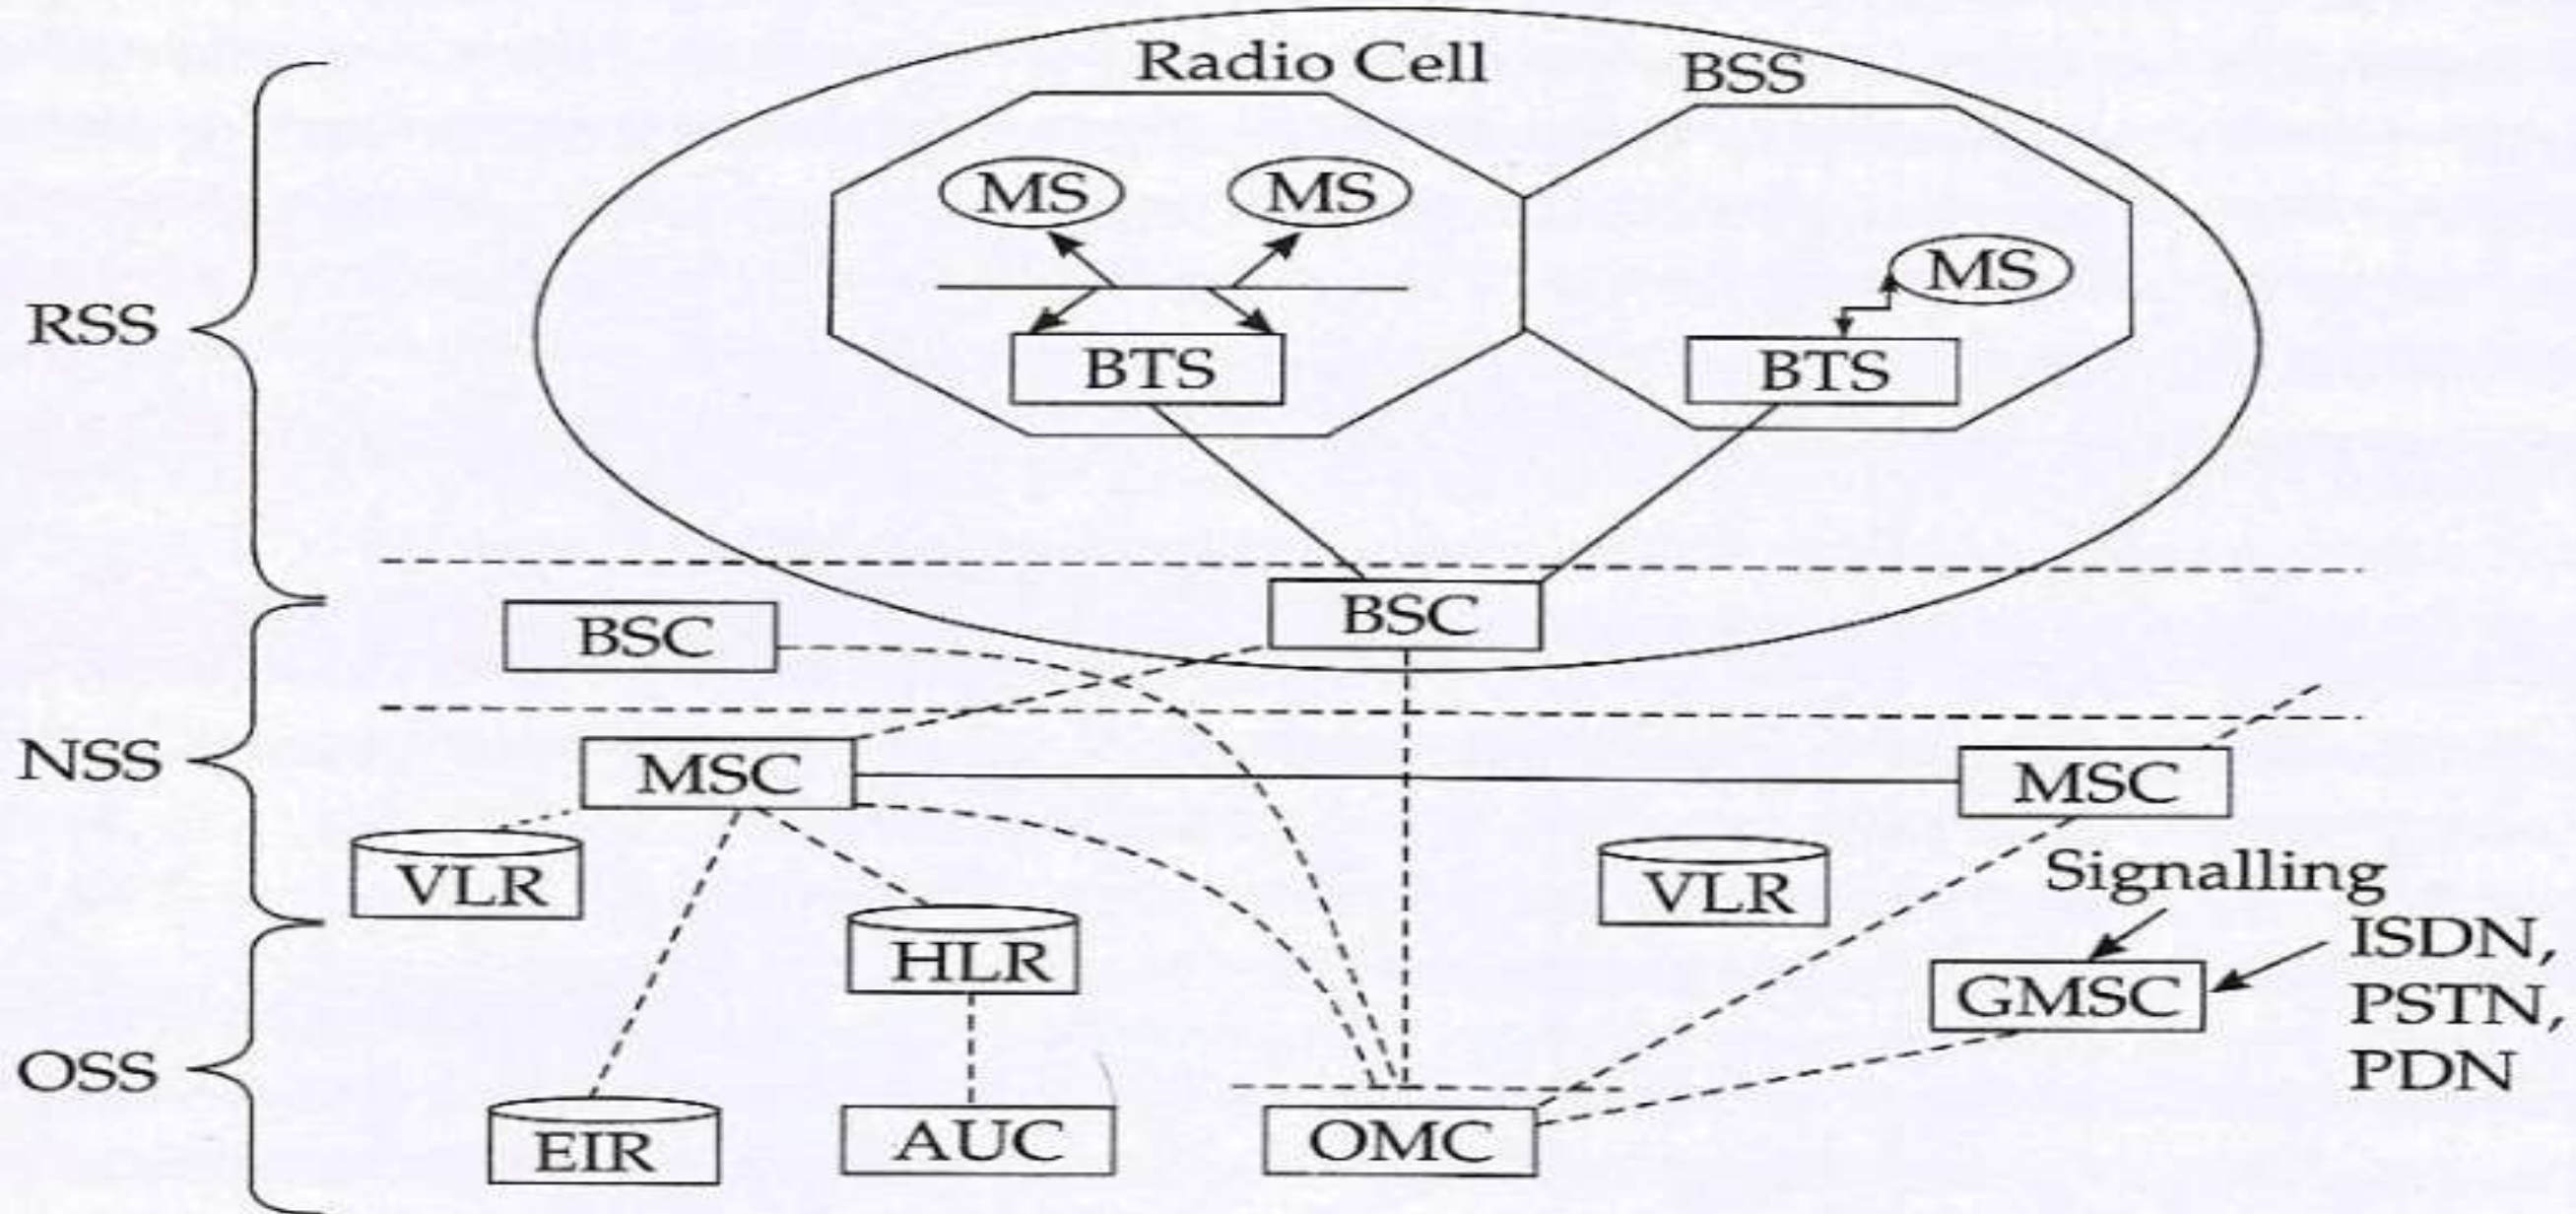 Radio Cell
BSS
MS
MS
MS
RSS
BTS
BTS
BSC
BSC
NSS
MSC
MSC
VLR
VLR
Signalling
HLR
GMSC
ISDN,
PSTN,
PDN
OSS
EIR
AUC
OMC